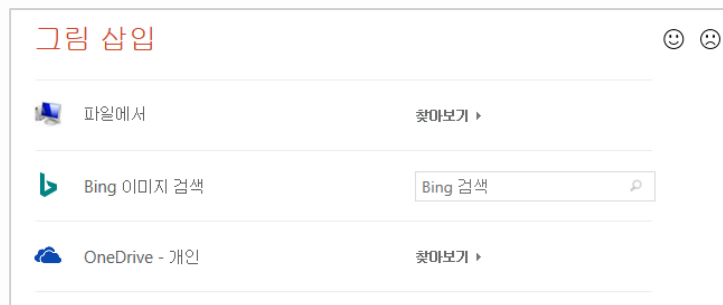 그림 삽입
파일에서 찾아보기
Bing 이미지 검색 Bing 검색
OneDrive - 개인 찾아보기